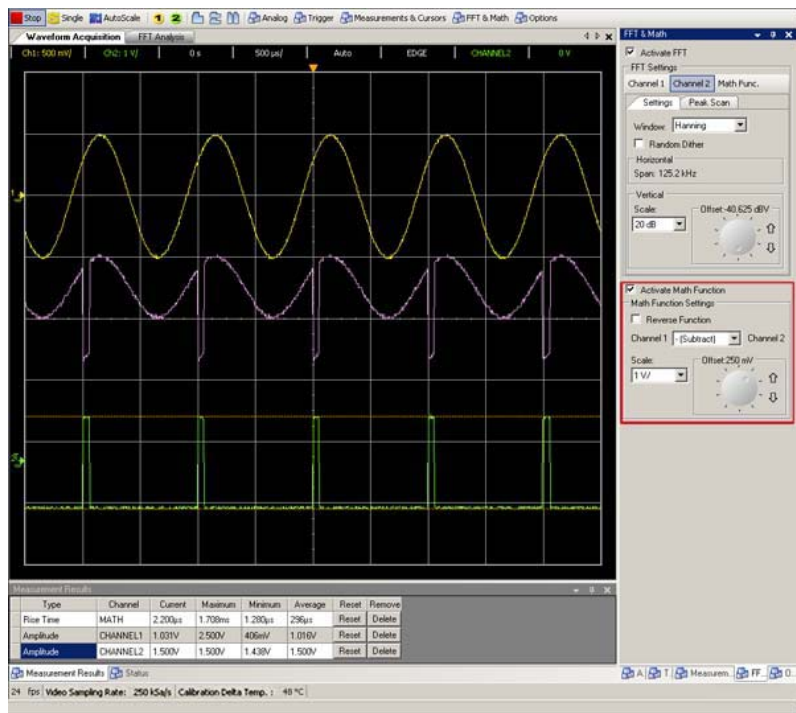 Stop Single AutoScale 1 2 Analog Trigger Measurements & Cursors FFT & Math Options
Waveform Acquisition FFT Analysis
Ch1: 500 mV/ Ch2: 1 V/ 0 s 500 µs/ Auto EDGE CHANNEL2 0 V
1
FFT & Math
Activate FFT
FFT Settings
Channel 1 Channel 2 Math Func.
Settings Peak Scan
Window: Hanning
Random Dither
Horizontal
Span: 125.2 kHz
Vertical
Scale: Offset:-40.625 dBV
20 dB
Activate Math Function
Math Function Settings
Reverse Function
Channel 1 - (Subtract) Channel 2
Scale: Offset:250 mV
1 V/
Measurement Results
Type Channel Current Maximum Minimum Average Reset Remove
Rise Time MATH 2.200µs 1.708ms 1.280µs 296µs Reset Delete
Amplitude CHANNEL1 1.031V 2.500V 406mV 1.016V Reset Delete
Amplitude CHANNEL2 1.500V 1.500V 1.438V 1.500V Reset Delete
Measurement Results Status
A T Measurem... FF... O...
24 fps Video Sampling Rate: 250 kSa/s Calibration Delta Temp. : 48 °C